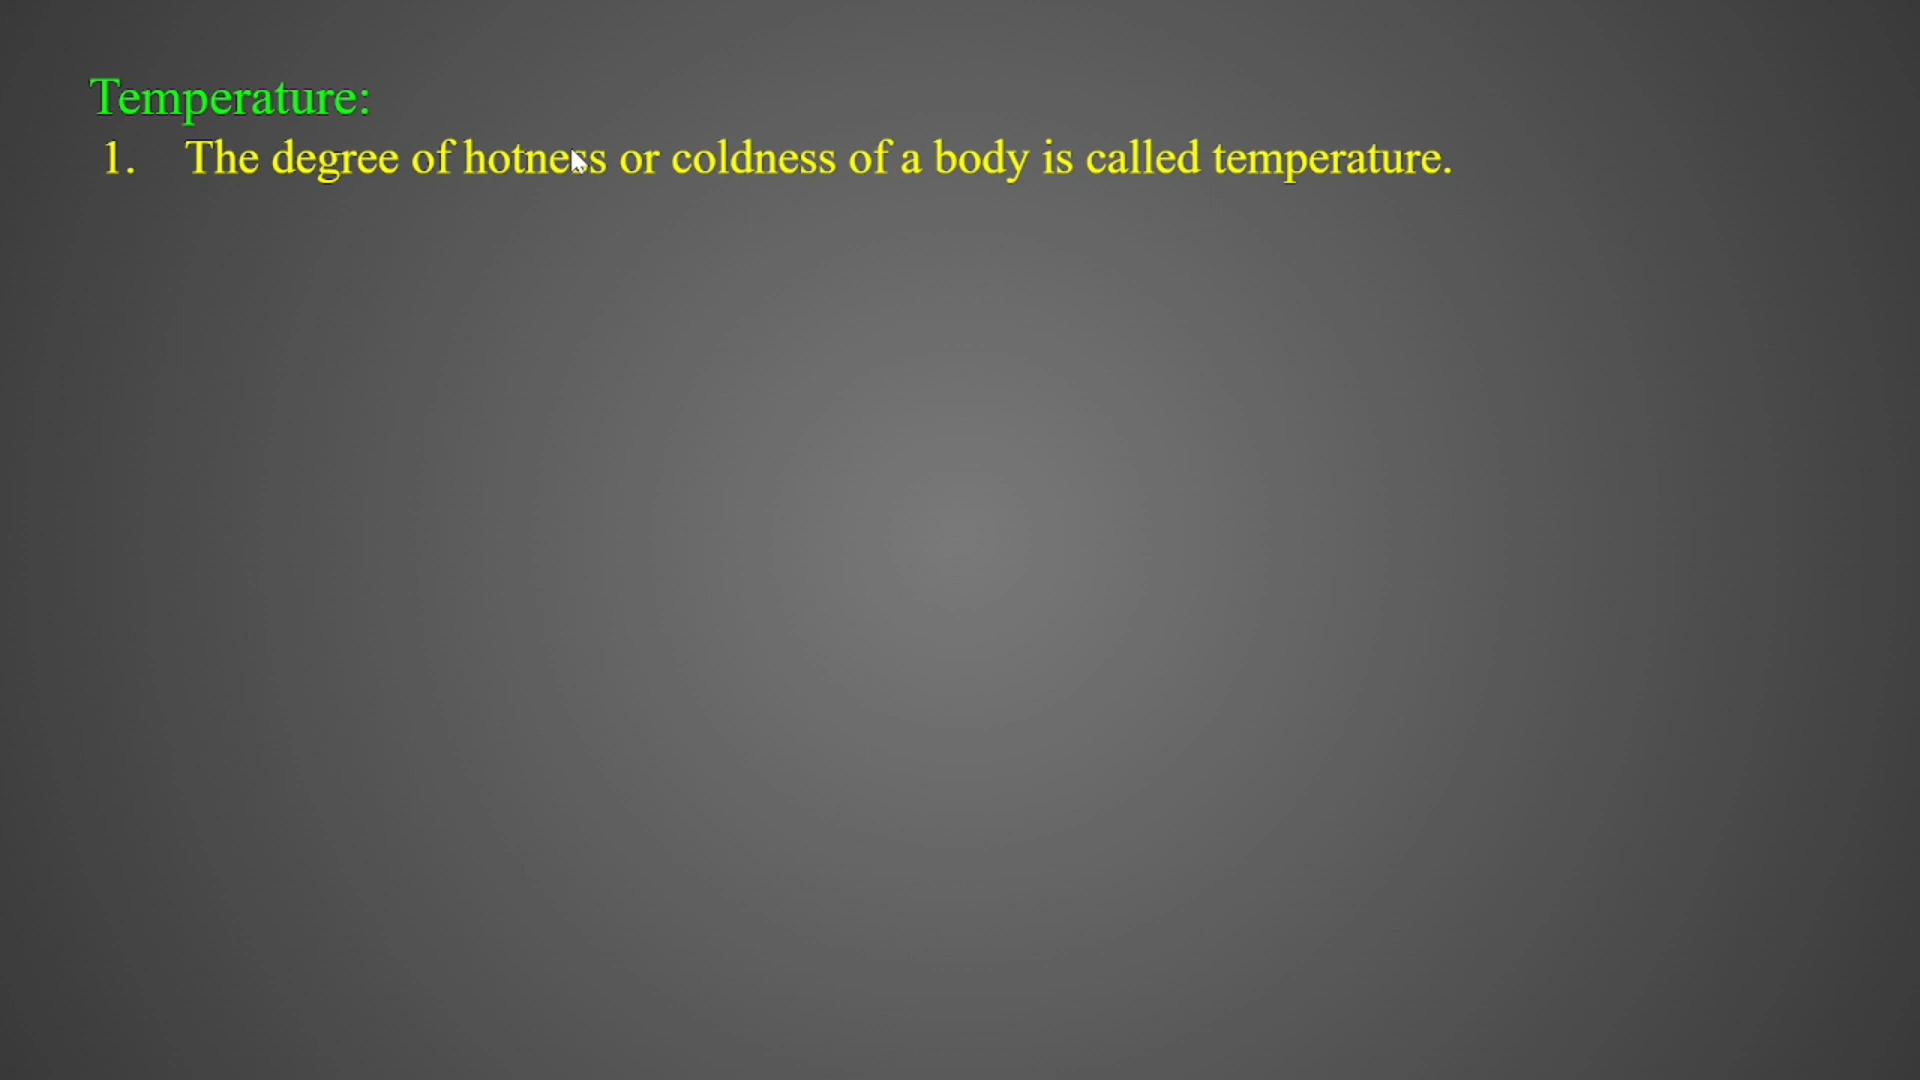 Temperature:
1. The degree of hotness or coldness of a body is called temperature.